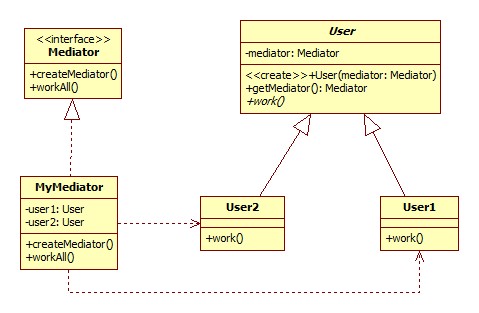 <<interface>>
Mediator
+createMediator()
+workAll()
User
-mediator: Mediator
<<create>>+User(mediator: Mediator)
+getMediator(): Mediator
+work()
MyMediator
-user1: User
-user2: User
+createMediator()
+workAll()
User2
+work()
User1
+work()